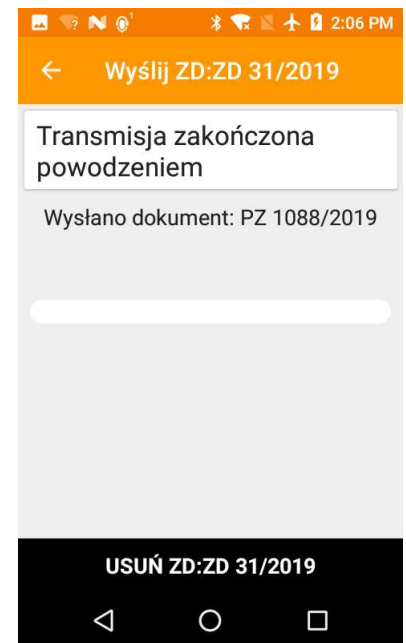 2:06 PM
Wyślij ZD:ZD 31/2019
Transmisja zakończona
powodzeniem
Wysłano dokument: PZ 1088/2019
USUŃ ZD:ZD 31/2019